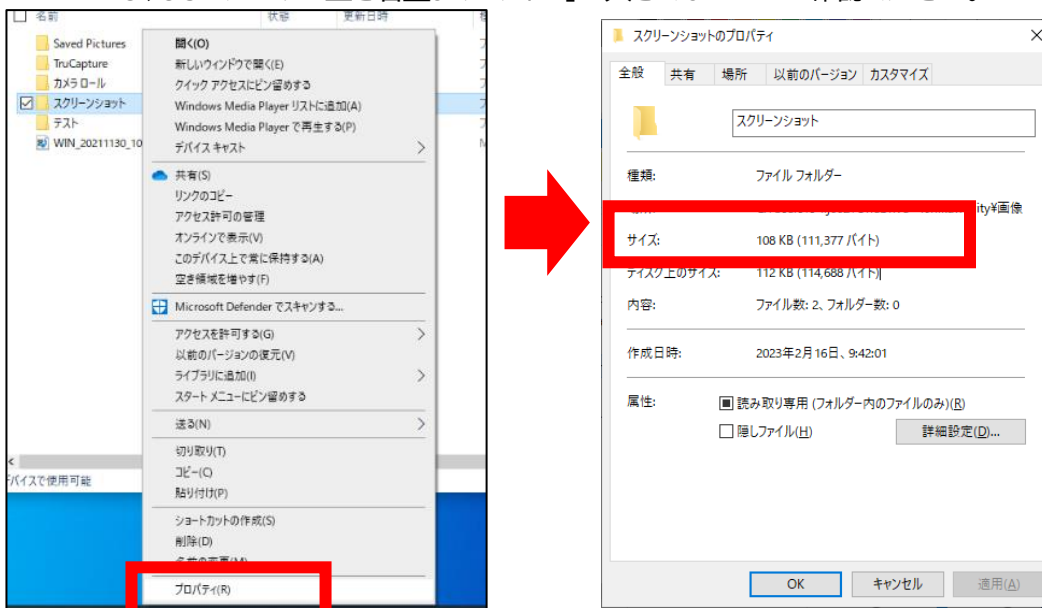 名前 状態 更新日時
Saved Pictures
TruCapture
カメラ ロール
スクリーンショット
テスト
WIN_20211130_10
開く(O)
新しいウィンドウで開く(E)
クイック アクセスにピン留めする
Windows Media Player リストに追加(A)
Windows Media Player で再生する(P)
デバイス キャスト
共有(S)
リンクのコピー
アクセス許可の管理
オンラインで表示(V)
このデバイス上で常に保持する(A)
空き領域を増やす(F)
Microsoft Defender でスキャンする...
アクセスを許可する(G)
以前のバージョンの復元(V)
ライブラリに追加(I)
スタート メニューにピン留めする
送る(N)
切り取り(T)
コピー(C)
貼り付け(P)
ショートカットの作成(S)
削除(D)
プロパティ(R)
デバイスで使用可能
スクリーンショットのプロパティ
全般 共有 場所 以前のバージョン カスタマイズ
スクリーンショット
種類: ファイル フォルダー
ity¥画像
サイズ: 108 KB (111,377 バイト)
ディスク上のサイズ: 112 KB (114,688 バイト)
内容: ファイル数: 2、フォルダー数: 0
作成日時: 2023年2月16日、9:42:01
属性: 読み取り専用 (フォルダー内のファイルのみ)(R)
隠しファイル(H) 詳細設定(D)...
OK キャンセル 適用(A)